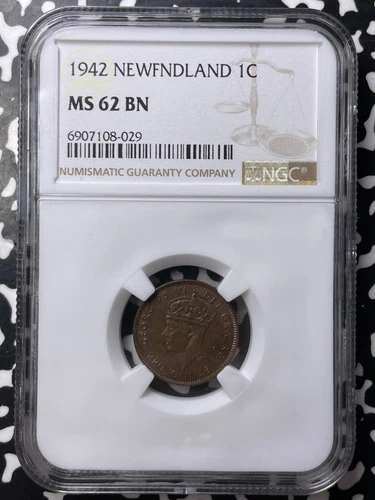 1942 NEWFNDLAND 1C
MS 62 BN
6907108-029
NUMISMATIC GUARANTY COMPANY
NGC®